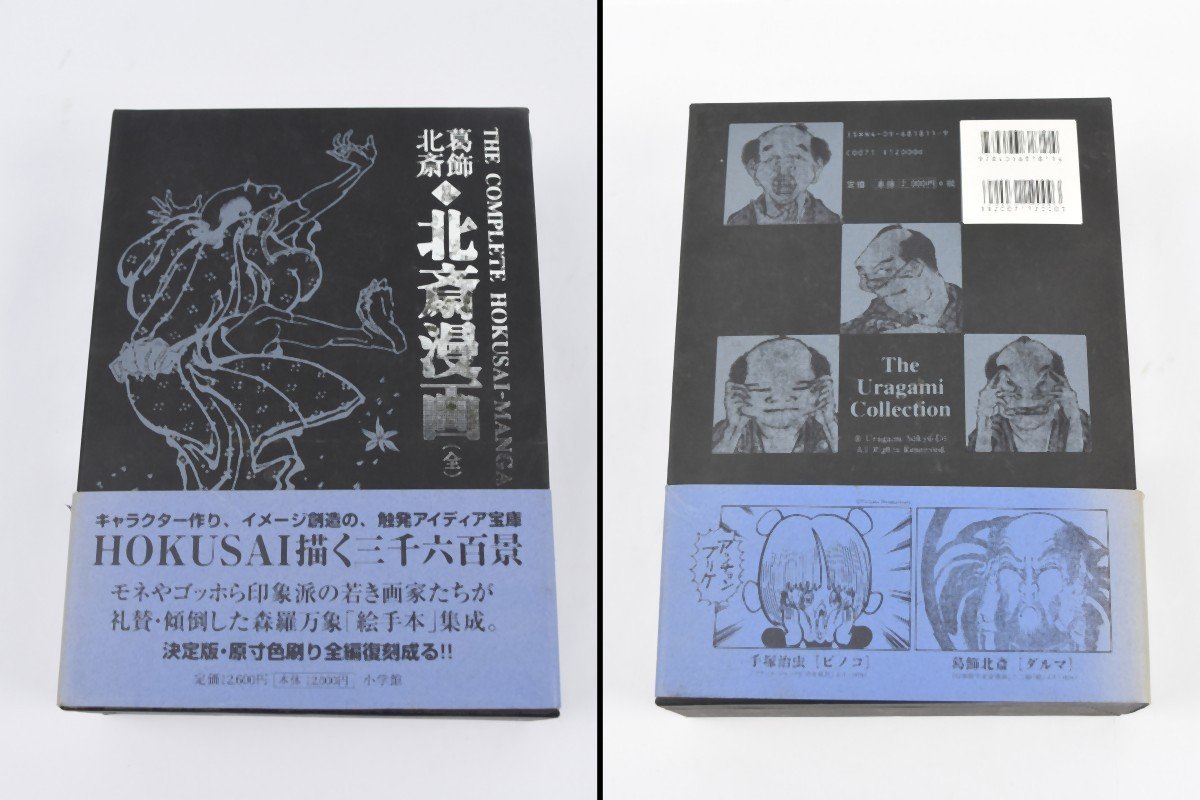 葛飾
北斎
北斎漫画
(全)
THE COMPLETE HOKUSAI-MANGA
キャラクター作り、イメージ創造の、触発アイディア宝庫
HOKUSAI描く三千六百景
モネやゴッホら印象派の若き画家たちが
礼賛・傾倒した森羅万象「絵手本」集成。
決定版・原寸色刷り全編復刻成る!!
定価12,600円 本体12,000円 小学館
The
Uragami
Collection
All Rights Reserved.
アッチョン
ブリケ
手塚治虫 [ピノコ]
葛飾北斎 [ダルマ]